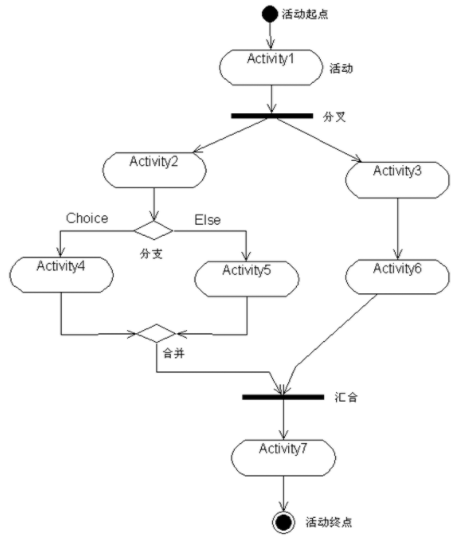 活动起点
Activity1
活动
分叉
Activity2
Activity3
Choice
Else
分支
Activity4
Activity5
Activity6
合并
汇合
Activity7
活动终点